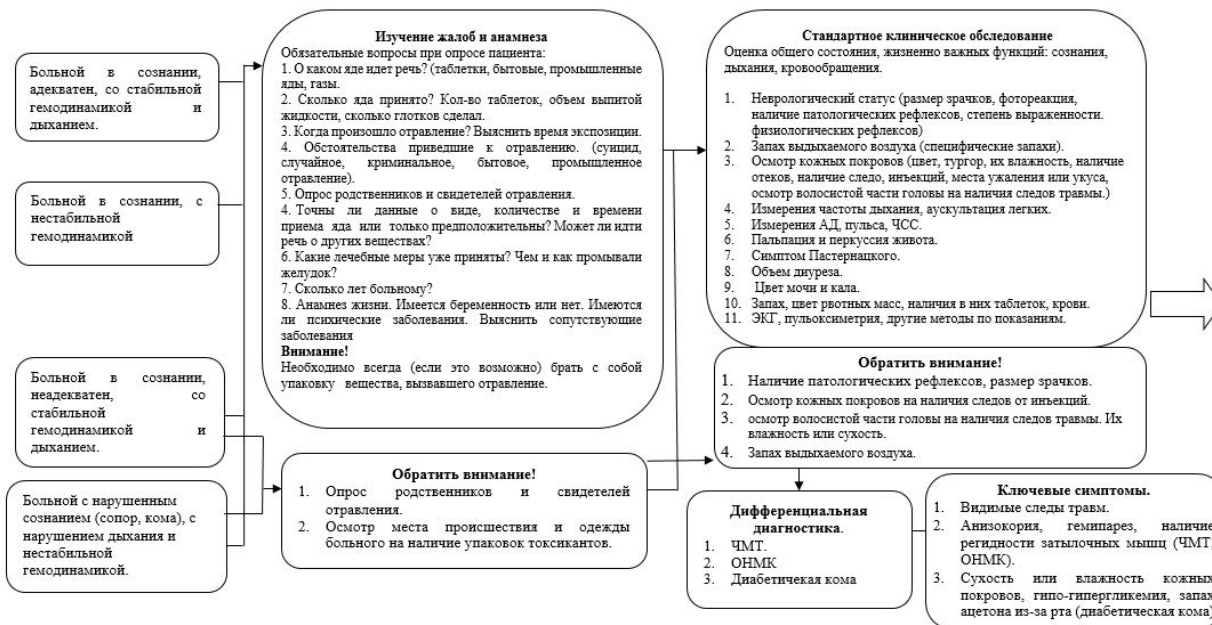 Больной в сознании,
адекватен, со стабильной
гемодинамикой и
дыханием.
Больной в сознании, с
нестабильной
гемодинамикой
Больной в сознании,
неадекватен, со
стабильной
гемодинамикой и
дыханием.
Больной с нарушенным
сознанием (сопор, кома), с
нарушением дыхания и
нестабильной
гемодинамикой.
Изучение жалоб и анамнеза
Обязательные вопросы при опросе пациента:
1. О каком яде идет речь? (таблетки, бытовые, промышленные
яды, газы.
2. Сколько яда принято? Кол-во таблеток, объем выпитой
жидкости, сколько глотков сделал.
3. Когда произошло отравление? Выяснить время экспозиции.
4. Обстоятельства приведшие к отравлению. (суицид,
случайное, криминальное, бытовое, промышленное
отравление).
5. Опрос родственников и свидетелей отравления.
4. Точны ли данные о виде, количестве и времени
приема яда или только предположительны? Может ли идти
речь о других веществах?
6. Какие лечебные меры уже приняты? Чем и как промывали
желудок?
7. Сколько лет больному?
8. Анамнез жизни. Имеется беременность или нет. Имеются
ли психические заболевания. Выяснить сопутствующие
заболевания
Внимание!
Необходимо всегда (если это возможно) брать с собой
упаковку вещества, вызвавшего отравление.
Обратить внимание!
1. Опрос родственников и свидетелей
отравления.
2. Осмотр места происшествия и одежды
больного на наличие упаковок токсикантов.
Стандартное клиническое обследование
Оценка общего состояния, жизненно важных функций: сознания,
дыхания, кровообращения.
1. Неврологический статус (размер зрачков, фотореакция,
наличие патологических рефлексов, степень выраженности.
физиологических рефлексов)
2. Запах выдыхаемого воздуха (специфические запахи).
3. Осмотр кожных покровов (цвет, тургор, их влажность, наличие
отеков, наличие следо, инъекций, места ужаления или укуса,
осмотр волосистой части головы на наличия следов травмы.)
4 Измерения частоты дыхания, аускультация легких.
5 Измерения АД, пульса, ЧСС.
6 Пальпация и перкуссия живота.
7 Симптом Пастернацкого.
8 Объем диуреза.
9 Цвет мочи и кала.
10. Запах, цвет рвотных масс, наличия в них таблеток, крови.
11. ЭКГ, пульоксиметрия, другие методы по показаниям.
Обратить внимание!
1. Наличие патологических рефлексов, размер зрачков.
2. Осмотр кожных покровов на наличия следов от инъекций.
3. осмотр волосистой части головы на наличия следов травмы. Их
влажность или сухость.
4. Запах выдыхаемого воздуха.
Дифференциальная
диагностика.
1. ЧМТ.
2. ОНМК
3. Диабетичекая кома
Ключевые симптомы.
1. Видимые следы травм.
2. Анизокория, гемипарез, наличие
регидности затылочных мышц (ЧМТ,
ОНМК).
3. Сухость или влажность кожных
покровов, гипо-гипергликемия, запах
ацетона из-за рта (диабетическая кома)